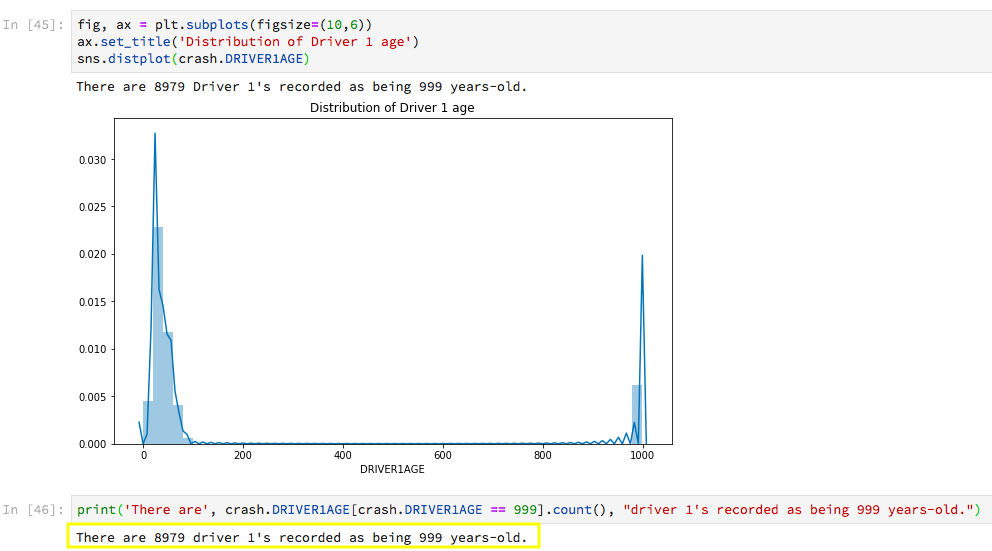 In [45]: fig, ax = plt.subplots(figsize=(10,6))
ax.set_title('Distribution of Driver 1 age')
sns.distplot(crash.DRIVER1AGE)
There are 8979 Driver 1's recorded as being 999 years-old.
Distribution of Driver 1 age
0.030
0.025
0.020
0.015
0.010
0.005
0.000
0 200 400 600 800 1000
DRIVER1AGE
In [46]: print('There are', crash.DRIVER1AGE[crash.DRIVER1AGE == 999].count(), "driver 1's recorded as being 999 years-old.")
There are 8979 driver 1's recorded as being 999 years-old.